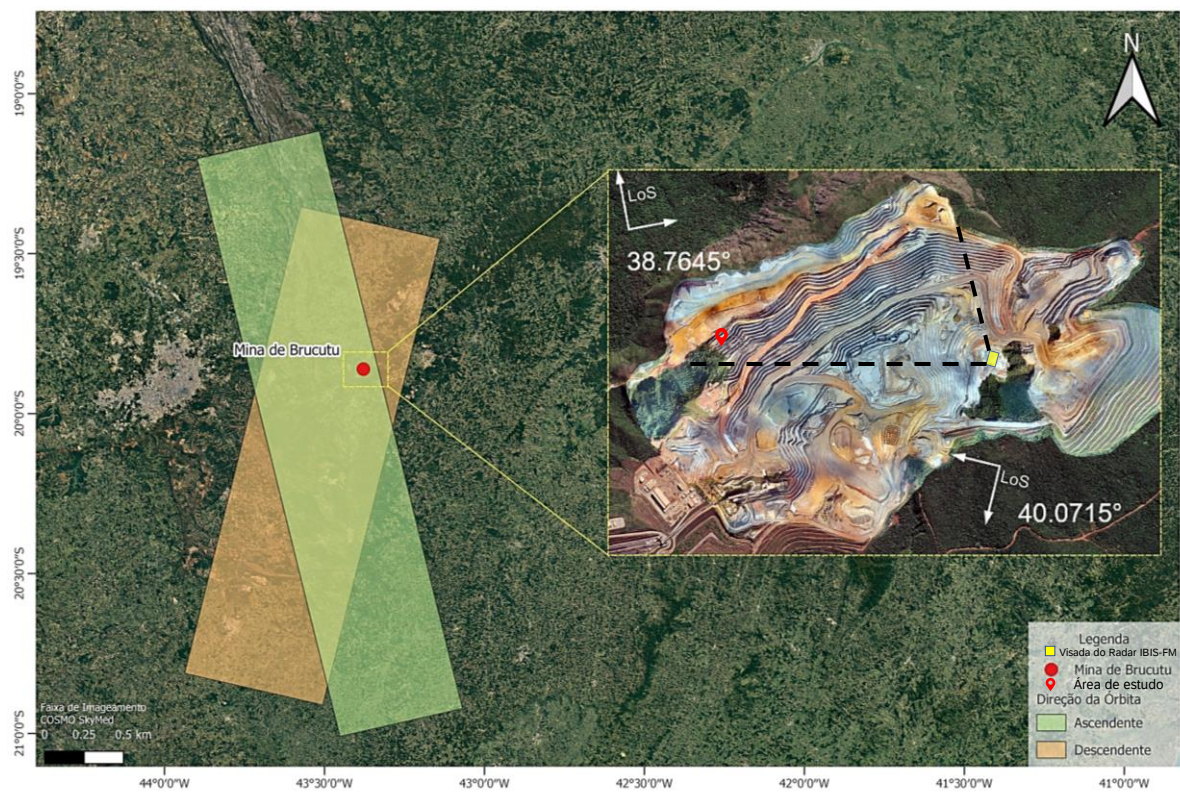 N
19°0'0"S
19°30'0"S
20°0'0"S
20°30'0"S
21°0'0"S
Mina de Brucutu
LoS
38.7645°
LoS
40.0715°
Legenda
Visada do Radar IBIS-FM
Mina de Brucutu
Área de estudo
Direção da Órbita
Ascendente
Descendente
Faixa de Imageamento
COSMO SkyMed
0 0.25 0.5 km
44°0'0"W 43°30'0"W 43°0'0"W 42°30'0"W 42°0'0"W 41°30'0"W 41°0'0"W